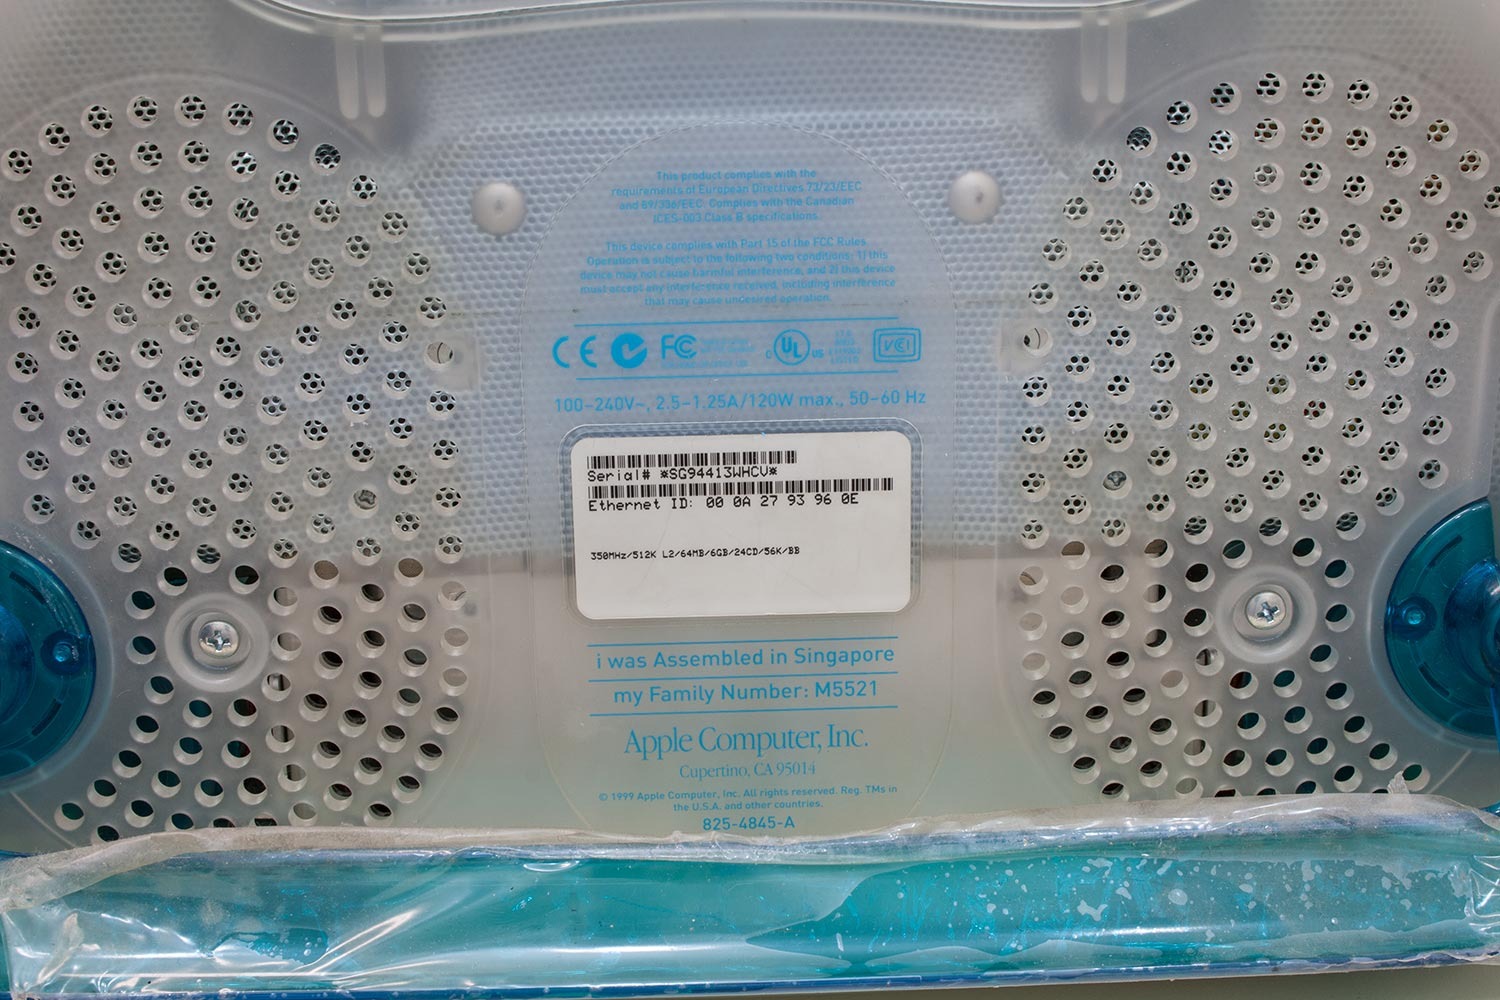 This product complies with the
requirements of European Directives 73/23/EEC
and 89/336/EEC. Complies with the Canadian
ICES-003 Class B specifications.
This device complies with Part 15 of the FCC Rules.
Operation is subject to the following two conditions: 1) this
device may not cause harmful interference, and 2) this device
must accept any interference received, including interference
that may cause undesired operation.
CE FC c UL US VCI
100-240V~, 2.5-1.25A/120W max., 50-60 Hz
Serial# *SG94413WHCV*
Ethernet ID: 00 0A 27 93 96 0E
350MHz/512K L2/64MB/6GB/24CD/56K/BB
i was Assembled in Singapore
my Family Number: M5521
Apple Computer, Inc.
Cupertino, CA 95014
© 1999 Apple Computer, Inc. All rights reserved. Reg. TMs in
the U.S.A. and other countries.
825-4845-A